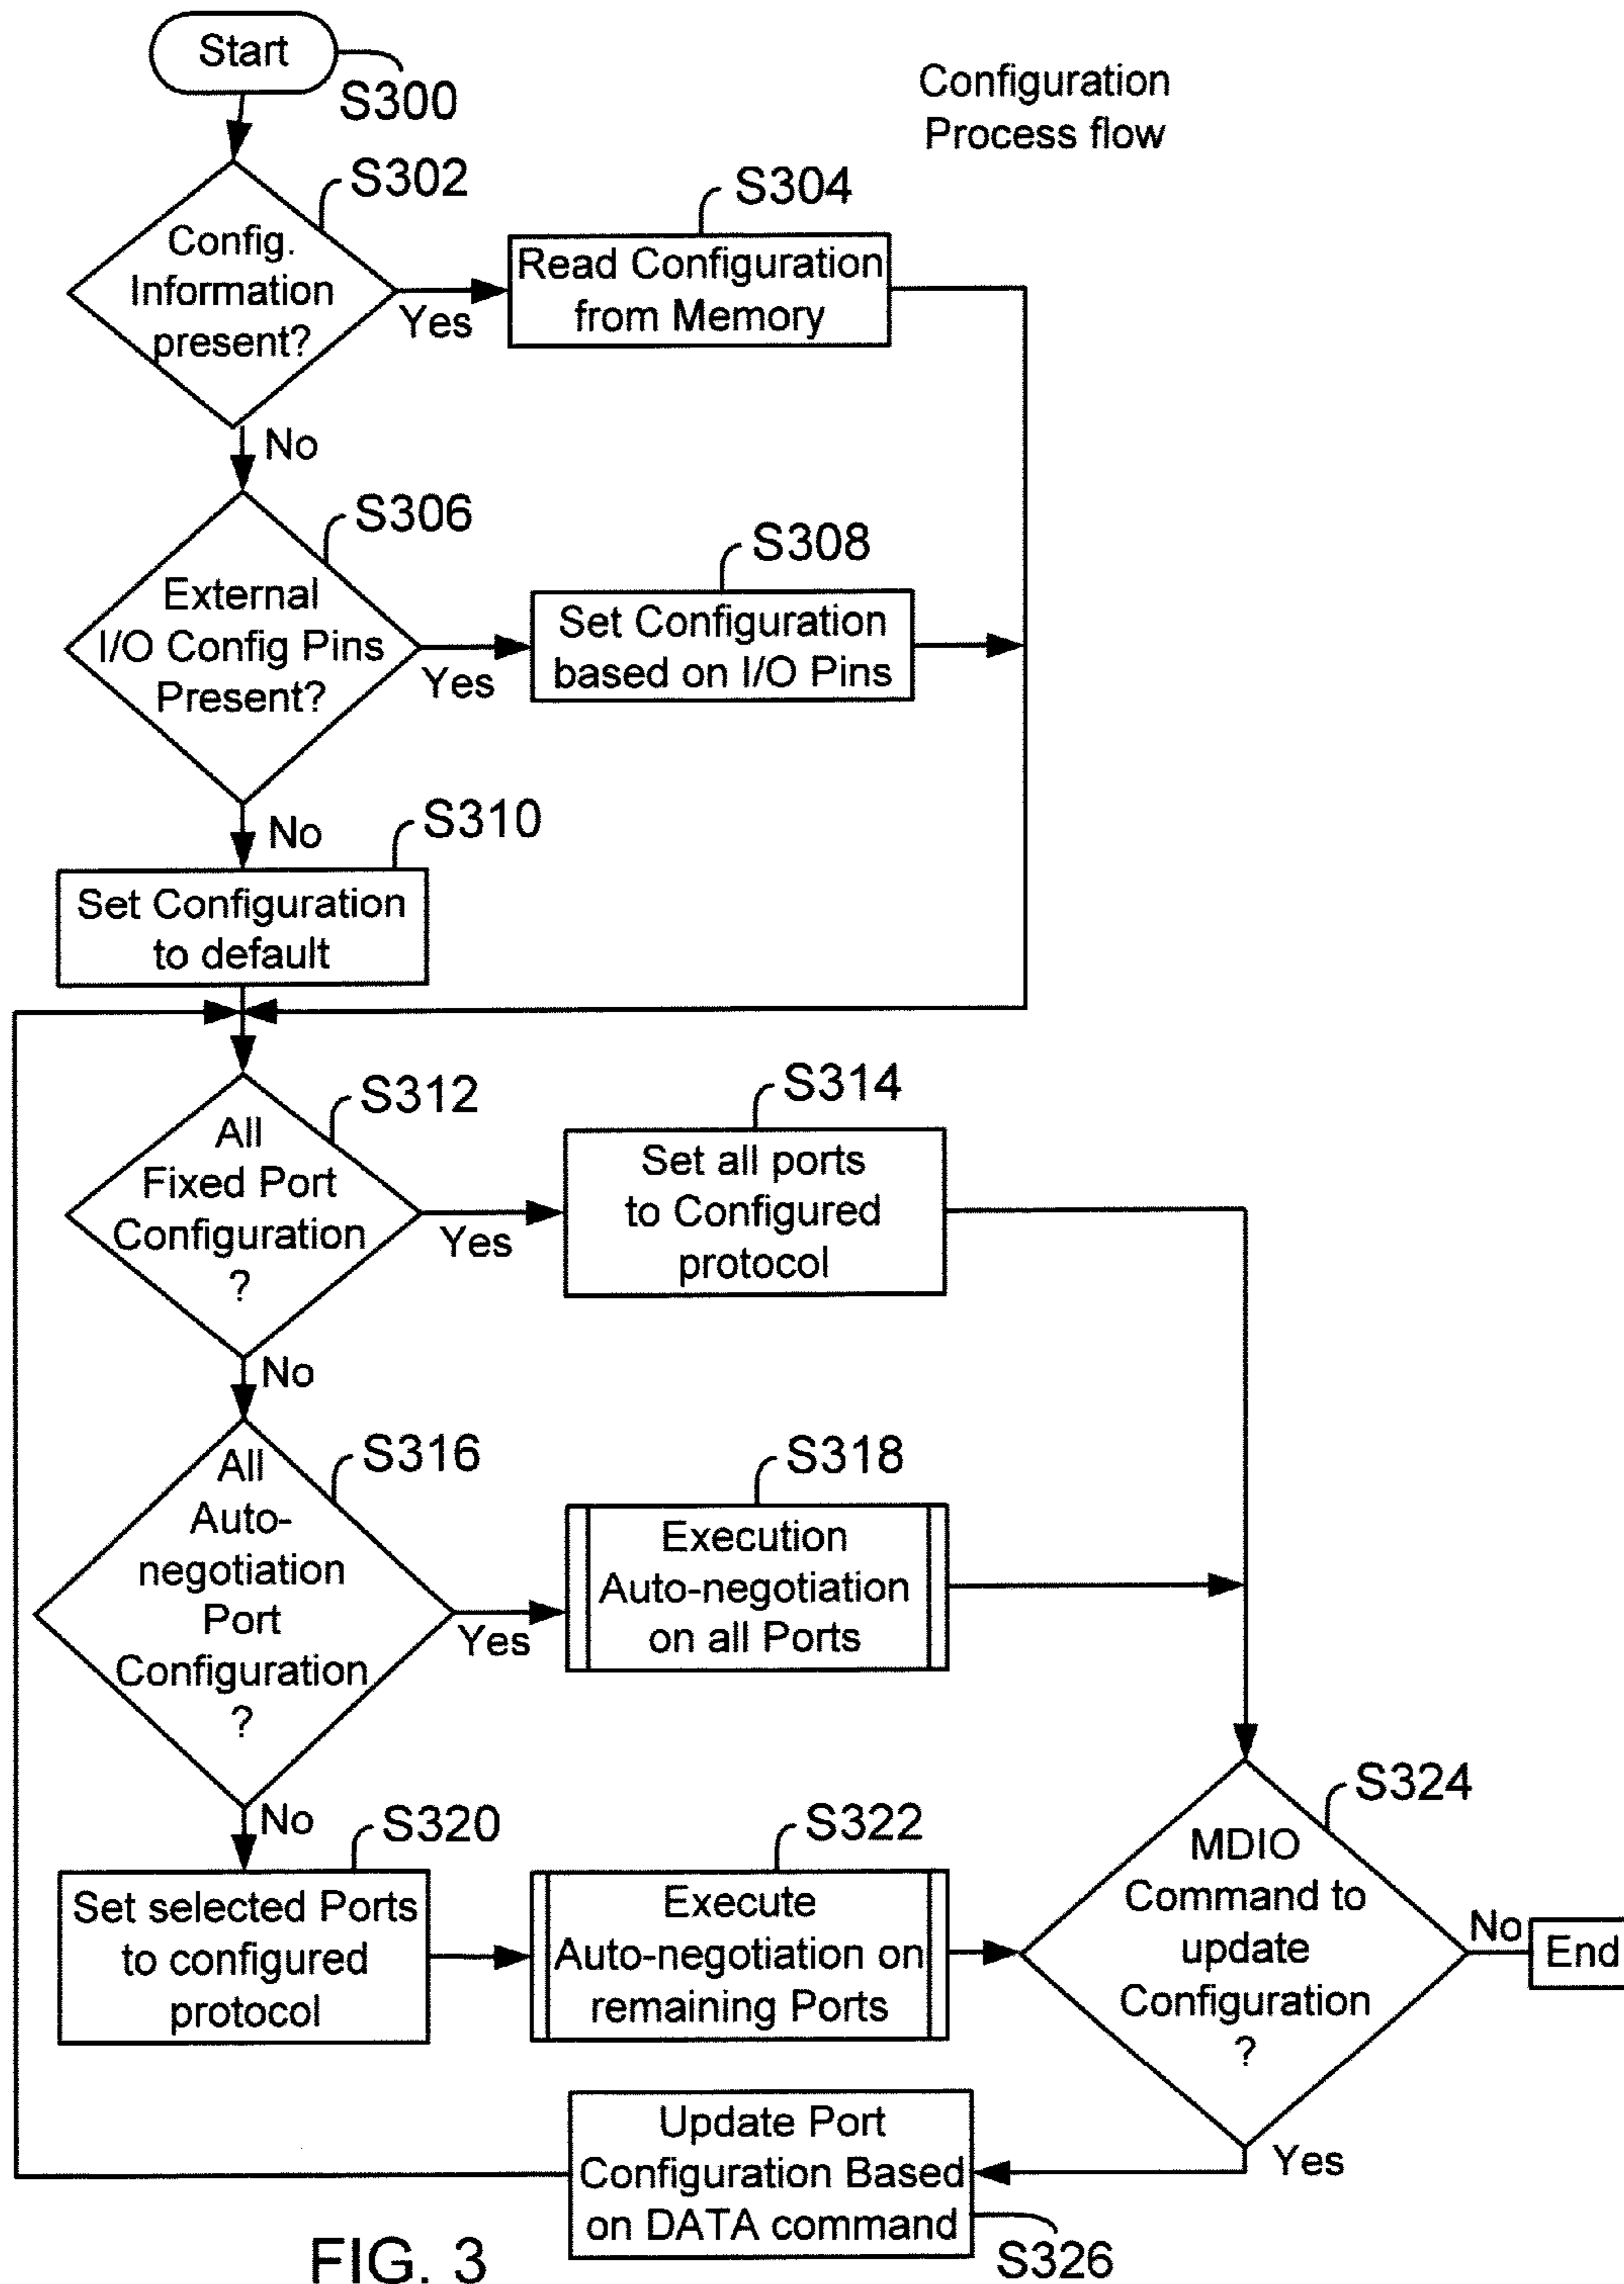 Start
S300
Configuration
Process flow
S302
Config.
Information
present?
Yes
S304
Read Configuration
from Memory
No
S306
External
I/O Config Pins
Present?
Yes
S308
Set Configuration
based on I/O Pins
No
S310
Set Configuration
to default
S312
All
Fixed Port
Configuration
?
Yes
S314
Set all ports
to Configured
protocol
No
S316
All
Auto-
negotiation
Port
Configuration
?
Yes
S318
Execution
Auto-negotiation
on all Ports
No
S320
Set selected Ports
to configured
protocol
S322
Execute
Auto-negotiation on
remaining Ports
S324
MDIO
Command to
update
Configuration
?
No
End
Yes
Update Port
Configuration Based
on DATA command
S326
FIG. 3